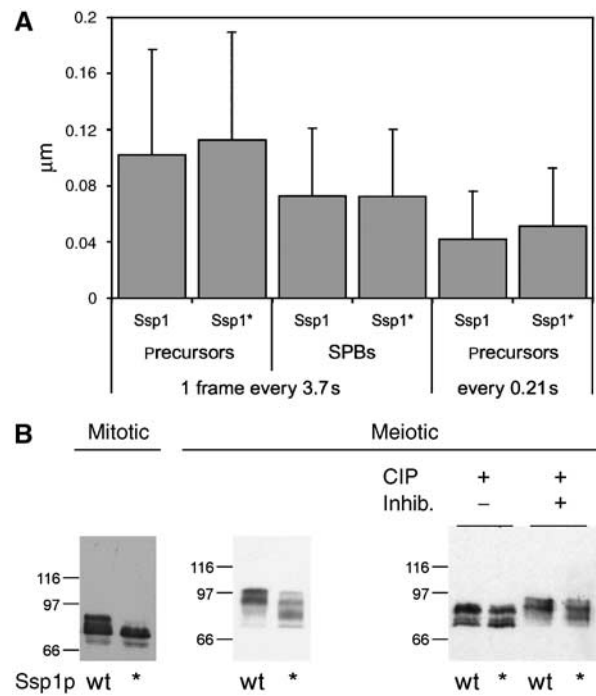 A
0.2
0.16
0.12
0.08
0.04
0
μm
Ssp1 Ssp1* Ssp1 Ssp1* Ssp1 Ssp1*
Precursors SPBs Precursors
1 frame every 3.7 s every 0.21 s
B
Mitotic Meiotic
CIP + +
Inhib. – +
116 116 116
97 97 97
66 66 66
Ssp1p wt * wt * wt * wt *